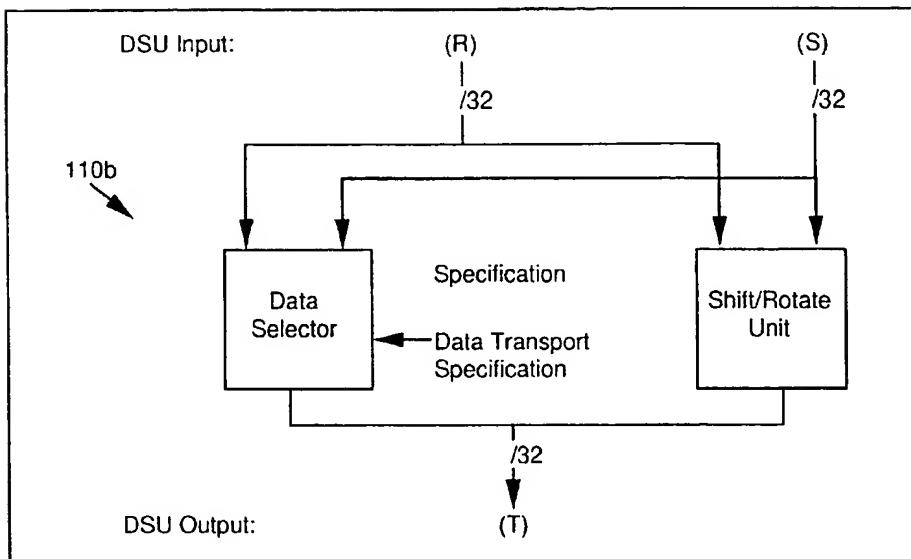 DSU Input:
(R)
(S)
/32
/32
110b
Specification
Data
Selector
Data Transport
Specification
Shift/Rotate
Unit
/32
DSU Output:
(T)